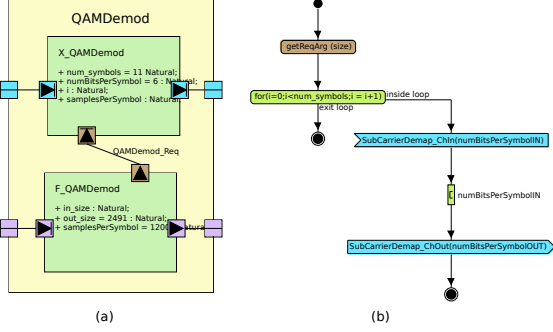 QAMDemod
X_QAMDemod
+ num_symbols = 11 Natural;
+ numBitsPerSymbol = 6 : Natural;
+ i : Natural;
+ samplesPerSymbol : Natural
QAMDemod_Req
F_QAMDemod
+ in_size : Natural;
+ out_size = 2491 : Natural;
+ samplesPerSymbol = 1200
(a)
getReqArg (size)
for(i=0;i<num_symbols;i = i+1)
inside loop
exit loop
SubCarrierDemap_ChIn(numBitsPerSymbolIN)
numBitsPerSymbolIN
SubCarrierDemap_ChOut(numBitsPerSymbolOUT)
(b)